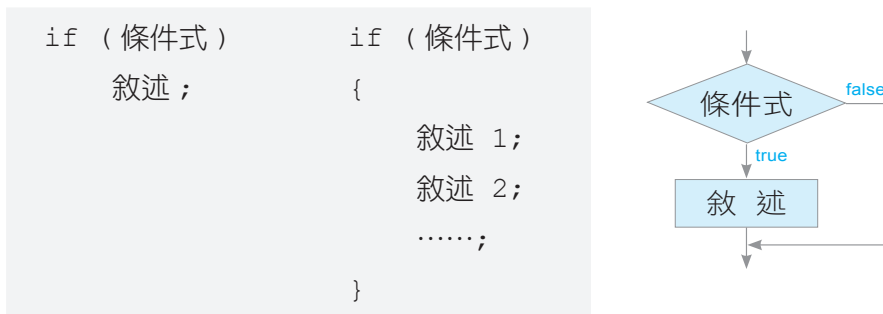 if (條件式)
敘述;
if (條件式)
{
敘述 1;
敘述 2;
……;
}
條件式
false
true
敘 述